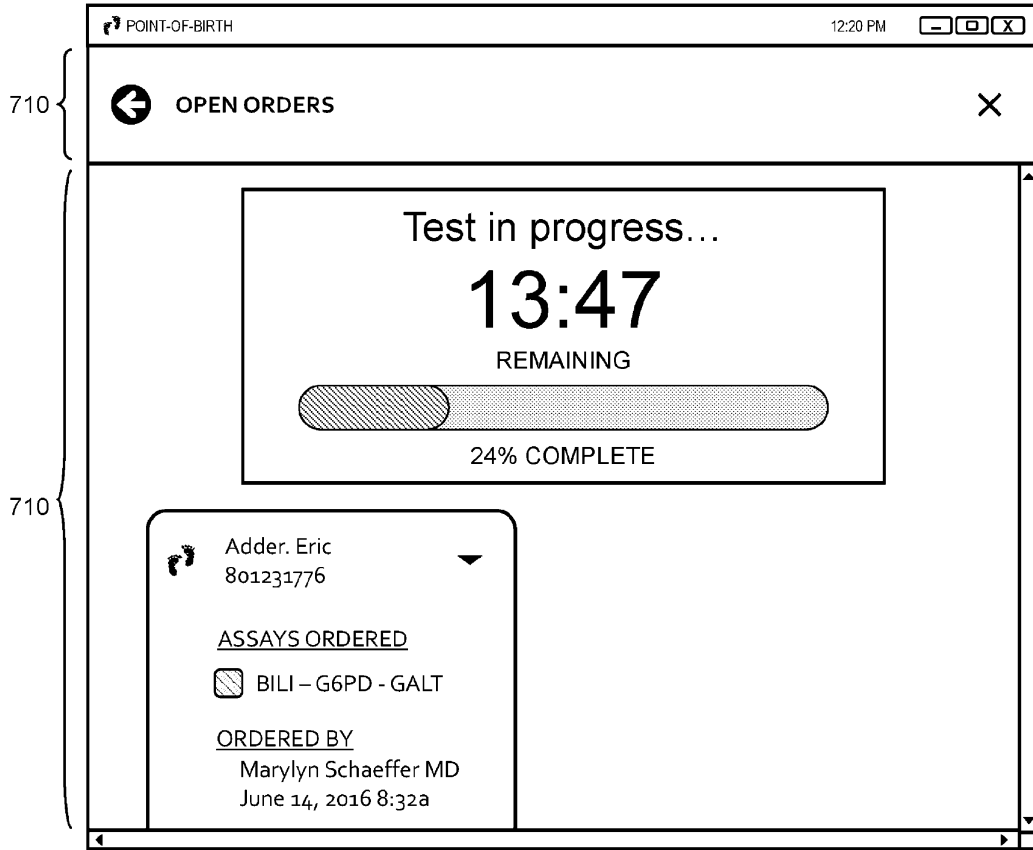 POINT-OF-BIRTH 12:20 PM X
710
OPEN ORDERS
Test in progress...
13:47
REMAINING
24% COMPLETE
710
Adder. Eric
801231776
ASSAYS ORDERED
BILI – G6PD - GALT
ORDERED BY
Marylyn Schaeffer MD
June 14, 2016 8:32a